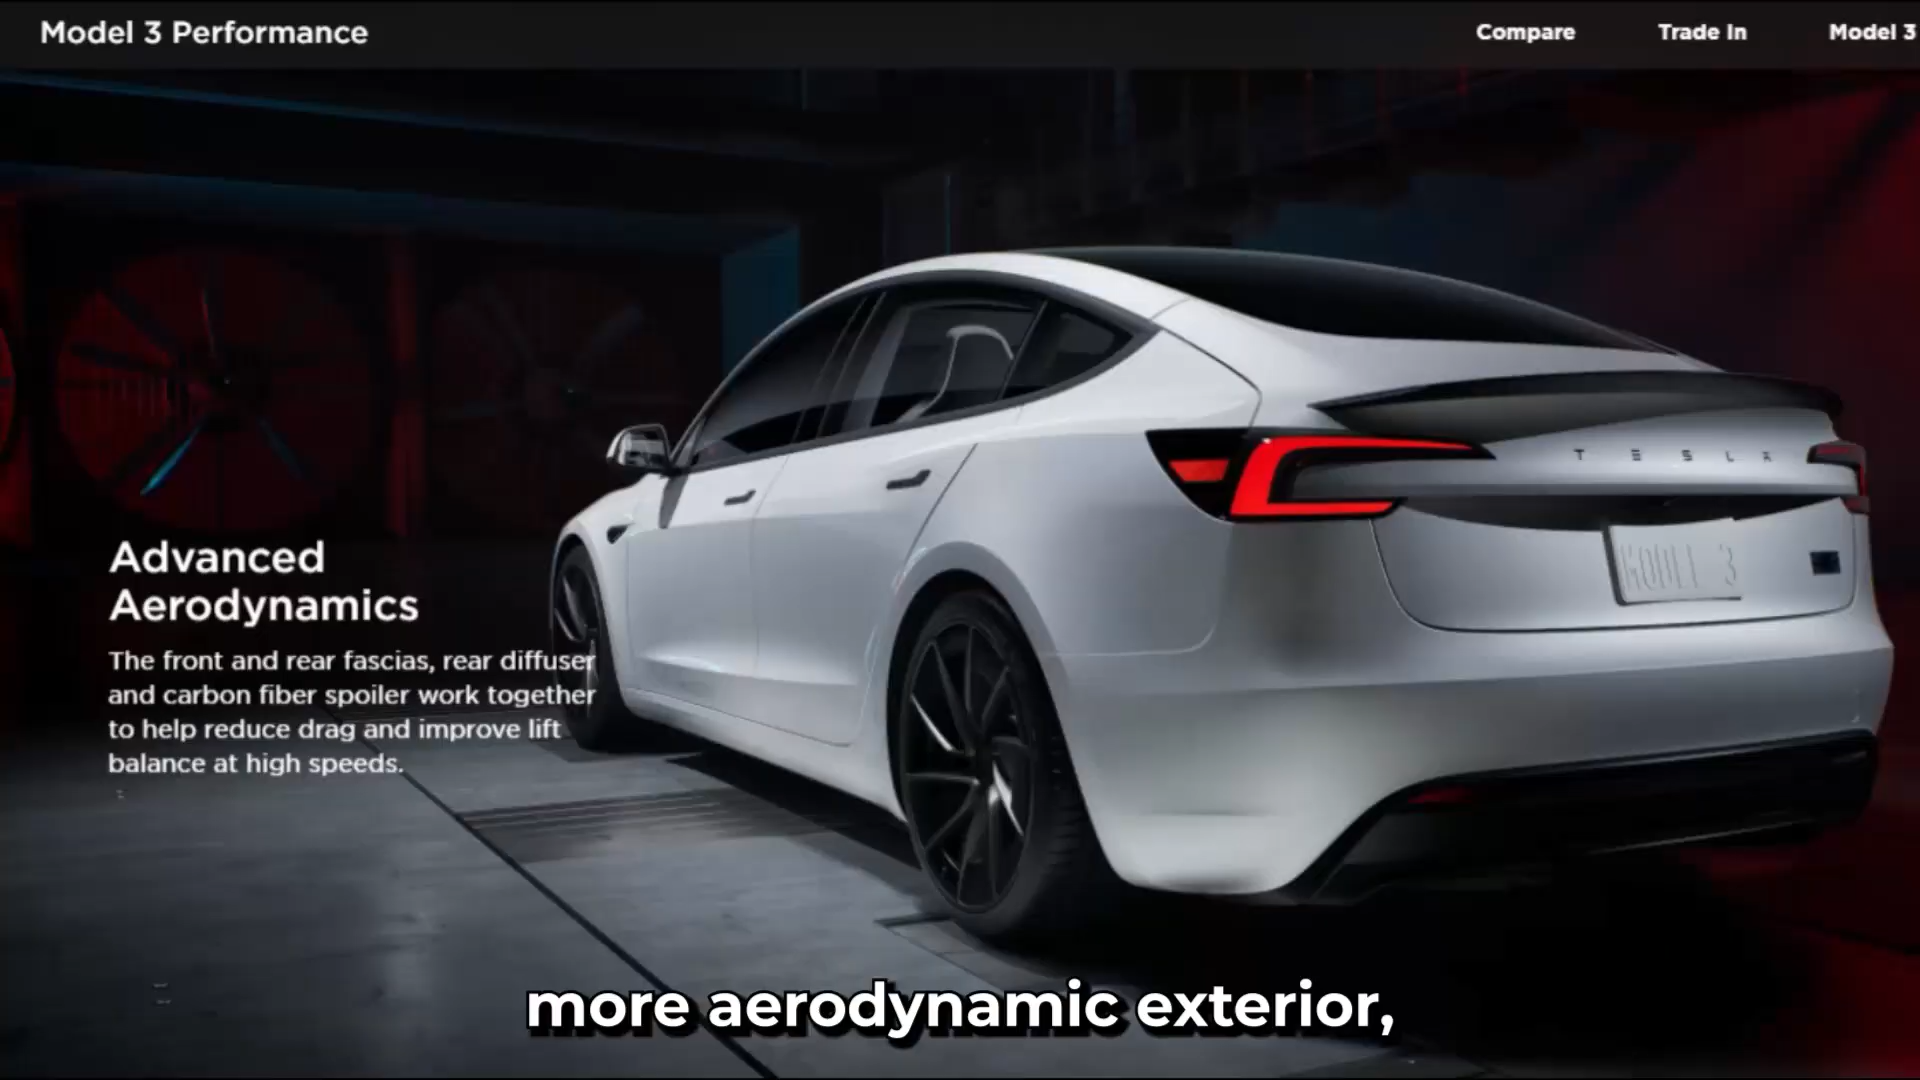 Model 3 Performance
Compare
Trade In
Model 3
TESLA
MODEL 3
Advanced
Aerodynamics
The front and rear fascias, rear diffuser
and carbon fiber spoiler work together
to help reduce drag and improve lift
balance at high speeds.
more aerodynamic exterior,